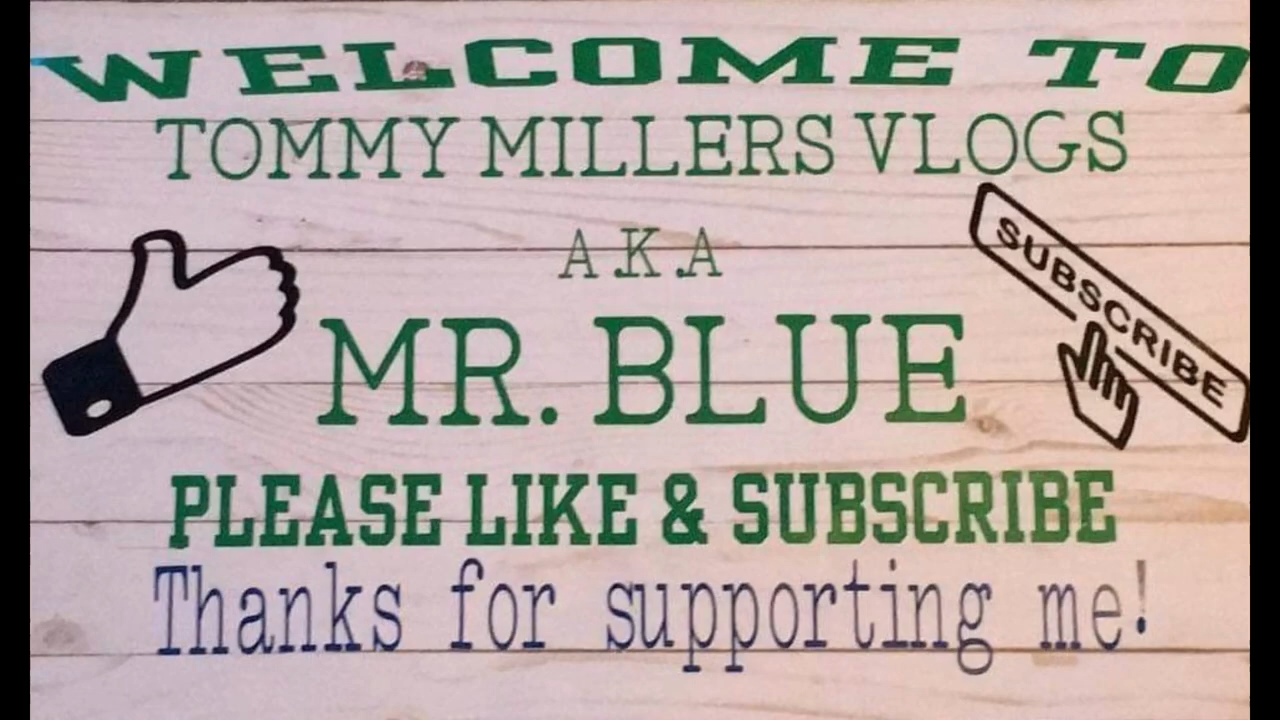 WELCOME TO
TOMMY MILLERS VLOGS
A.K.A
MR. BLUE
SUBSCRIBE
PLEASE LIKE & SUBSCRIBE
Thanks for supporting me!